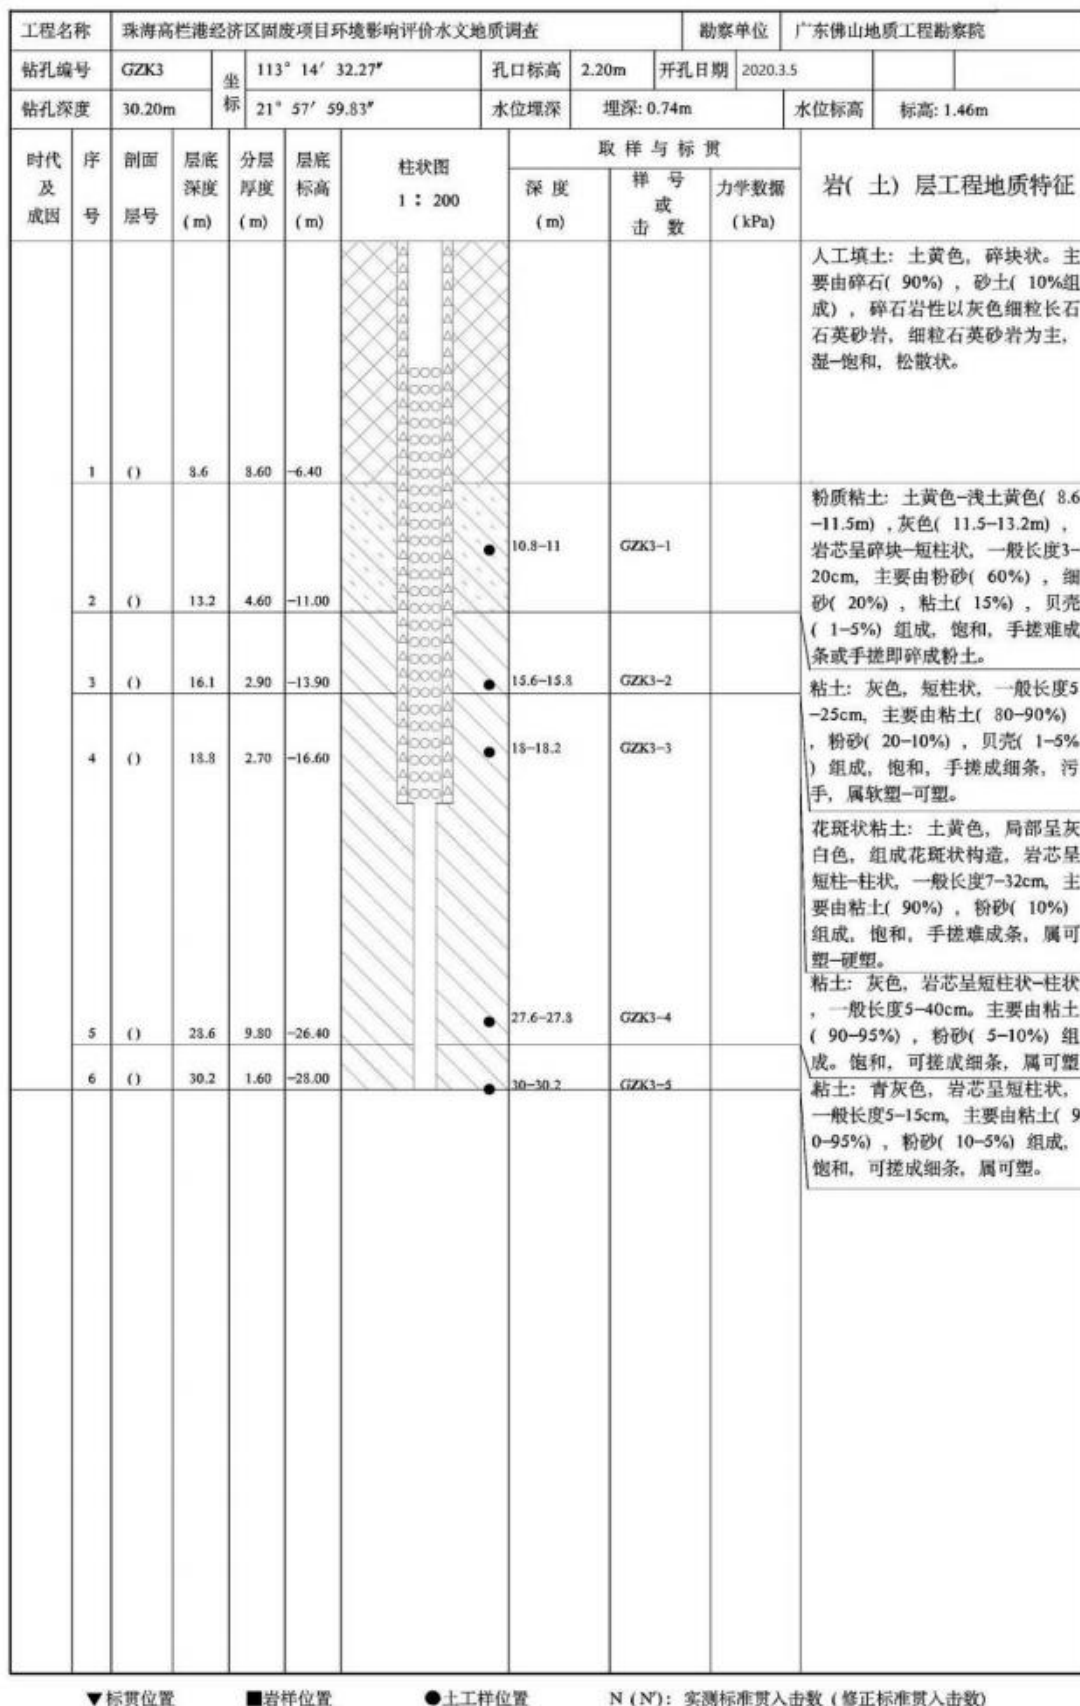 工程名称 珠海高栏港经济区固废项目环境影响评价水文地质调查 勘察单位 广东佛山地质工程勘察院
钻孔编号 GZK3 坐标 113° 14′ 32.27″ 孔口标高 2.20m 开孔日期 2020.3.5
钻孔深度 30.20m 21° 57′ 59.83″ 水位埋深 埋深: 0.74m 水位标高 标高: 1.46m
时代及成因 序号 剖面层号 层底深度(m) 分层厚度(m) 层底标高(m) 柱状图 1：200 取样与标贯 深度(m) 样号或击数 力学数据(kPa) 岩( 土) 层工程地质特征
人工填土: 土黄色, 碎块状。主
要由碎石( 90%) , 砂土( 10%组
成) , 碎石岩性以灰色细粒长石
石英砂岩, 细粒石英砂岩为主,
湿-饱和, 松散状。
1 () 8.6 8.60 -6.40
粉质粘土: 土黄色-浅土黄色( 8.6
-11.5m) ,灰色( 11.5-13.2m) ,
岩芯呈碎块-短柱状, 一般长度3-
20cm, 主要由粉砂( 60%) , 细
砂( 20%) , 粘土( 15%) , 贝壳
( 1-5%) 组成, 饱和, 手搓难成
条或手搓即碎成粉土。
10.8-11 GZK3-1
2 () 13.2 4.60 -11.00
3 () 16.1 2.90 -13.90 15.6-15.8 GZK3-2
粘土: 灰色, 短柱状, 一般长度5
-25cm, 主要由粘土( 80-90%)
, 粉砂( 20-10%) , 贝壳( 1-5%
) 组成, 饱和, 手搓成细条, 污
手, 属软塑-可塑。
4 () 18.8 2.70 -16.60 18-18.2 GZK3-3
花斑状粘土: 土黄色, 局部呈灰
白色, 组成花斑状构造, 岩芯呈
短柱-柱状, 一般长度7-32cm, 主
要由粘土( 90%) , 粉砂( 10%)
组成, 饱和, 手搓难成条, 属可
塑-硬塑。
粘土: 灰色, 岩芯呈短柱状-柱状
, 一般长度5-40cm。主要由粘土
( 90-95%) , 粉砂( 5-10%) 组
成。饱和, 可搓成细条, 属可塑
5 () 28.6 9.80 -26.40 27.6-27.8 GZK3-4
6 () 30.2 1.60 -28.00 30-30.2 GZK3-5
粘土: 青灰色, 岩芯呈短柱状,
一般长度5-15cm, 主要由粘土( 9
0-95%) , 粉砂( 10-5%) 组成,
饱和, 可搓成细条, 属可塑。
▼标贯位置 ■岩样位置 ●土工样位置 N (N′): 实测标准贯入击数 (修正标准贯入击数)